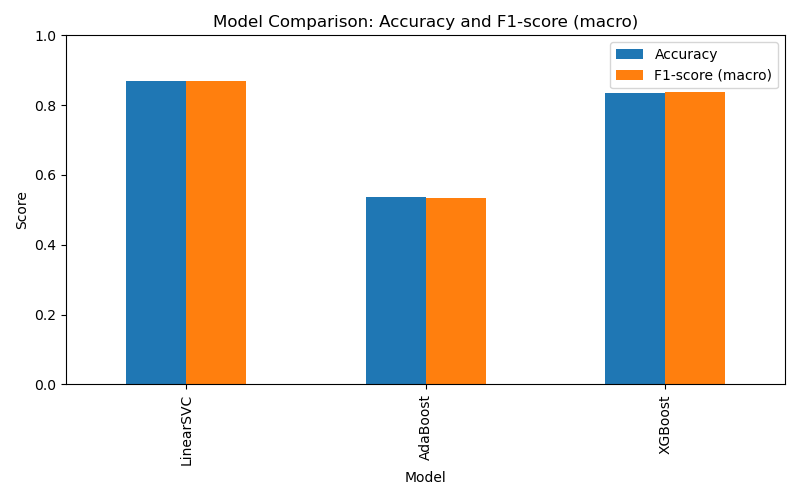 Model Comparison: Accuracy and F1-score (macro)
Accuracy
F1-score (macro)
Score
1.0
0.8
0.6
0.4
0.2
0.0
LinearSVC
AdaBoost
XGBoost
Model